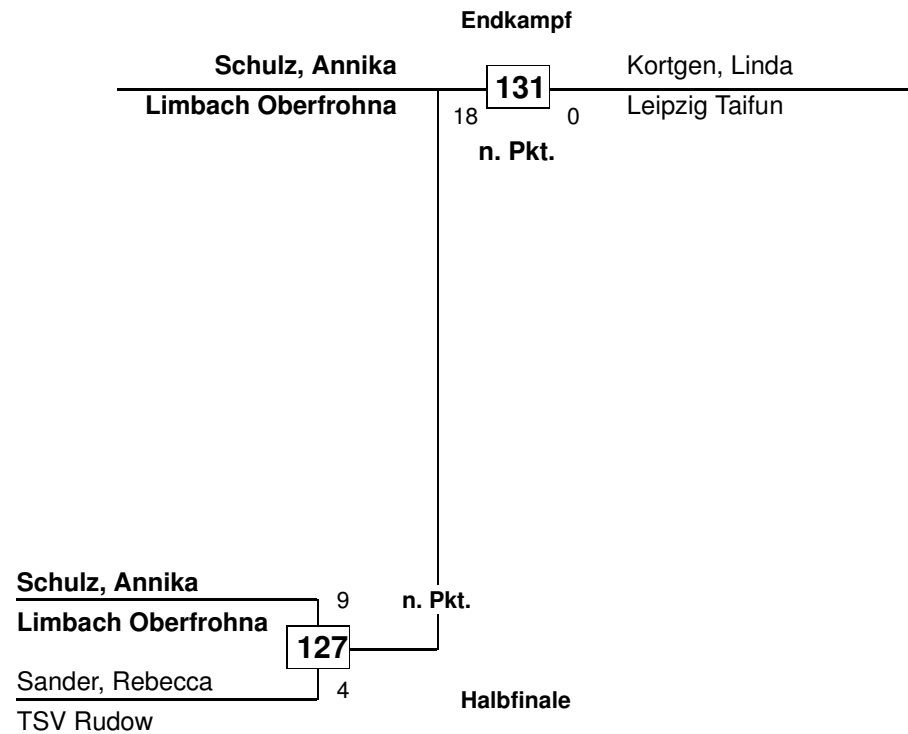 Endkampf
Schulz, Annika
Limbach Oberfrohna
131
18
0
n. Pkt.
Kortgen, Linda
Leipzig Taifun
Schulz, Annika
Limbach Oberfrohna
9
n. Pkt.
127
Sander, Rebecca
TSV Rudow
4
Halbfinale